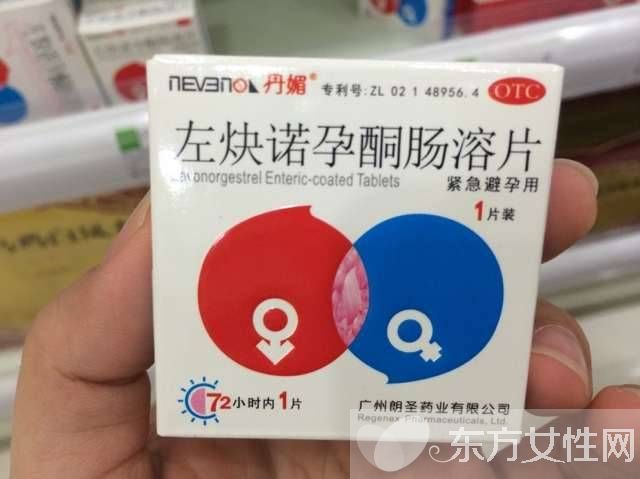 NEVENOL 丹媚®
专利号:ZL 02 1 48956.4
OTC
左炔诺孕酮肠溶片
Levonorgestrel Enteric-coated Tablets
紧急避孕用
1片装
72小时内1片
广州朗圣药业有限公司
Regenex Pharmaceuticals, Ltd.
东方女性网